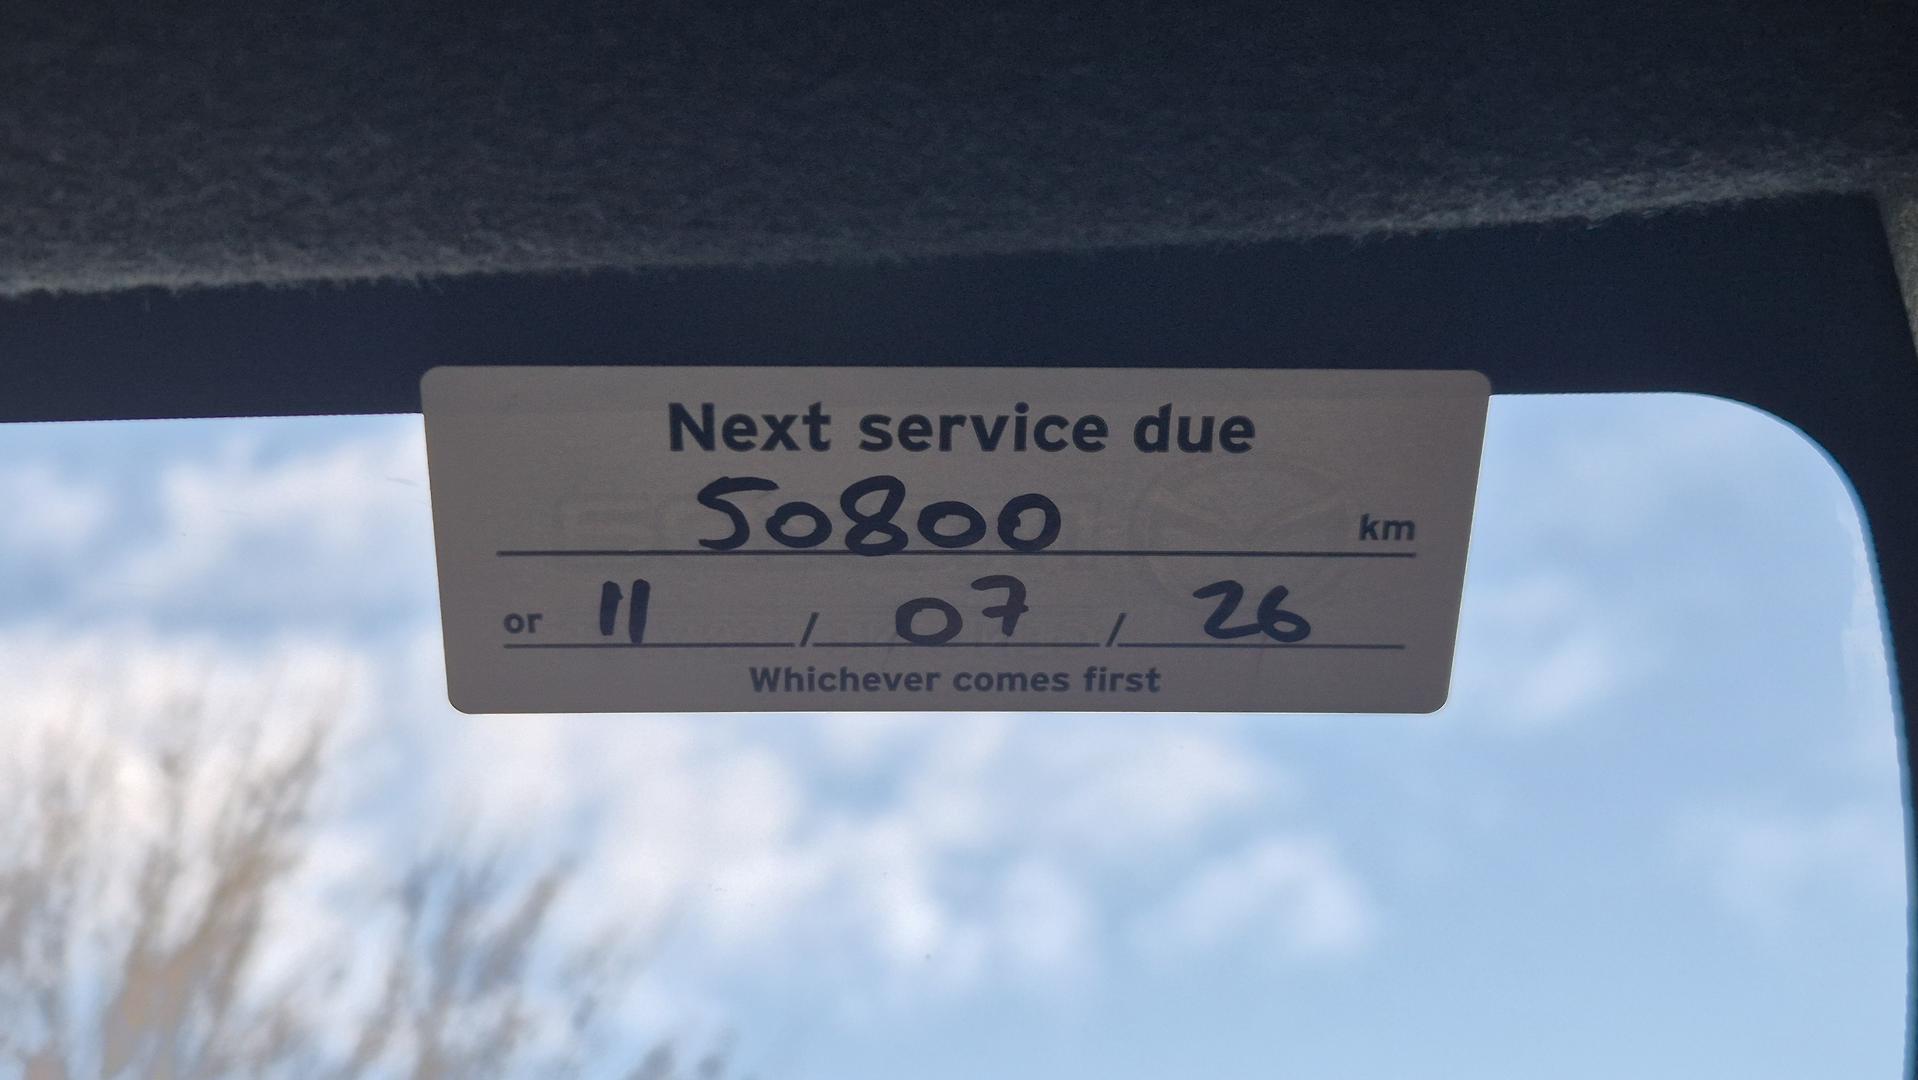 Next service due
50800 km
or 11 / 07 / 26
Whichever comes first